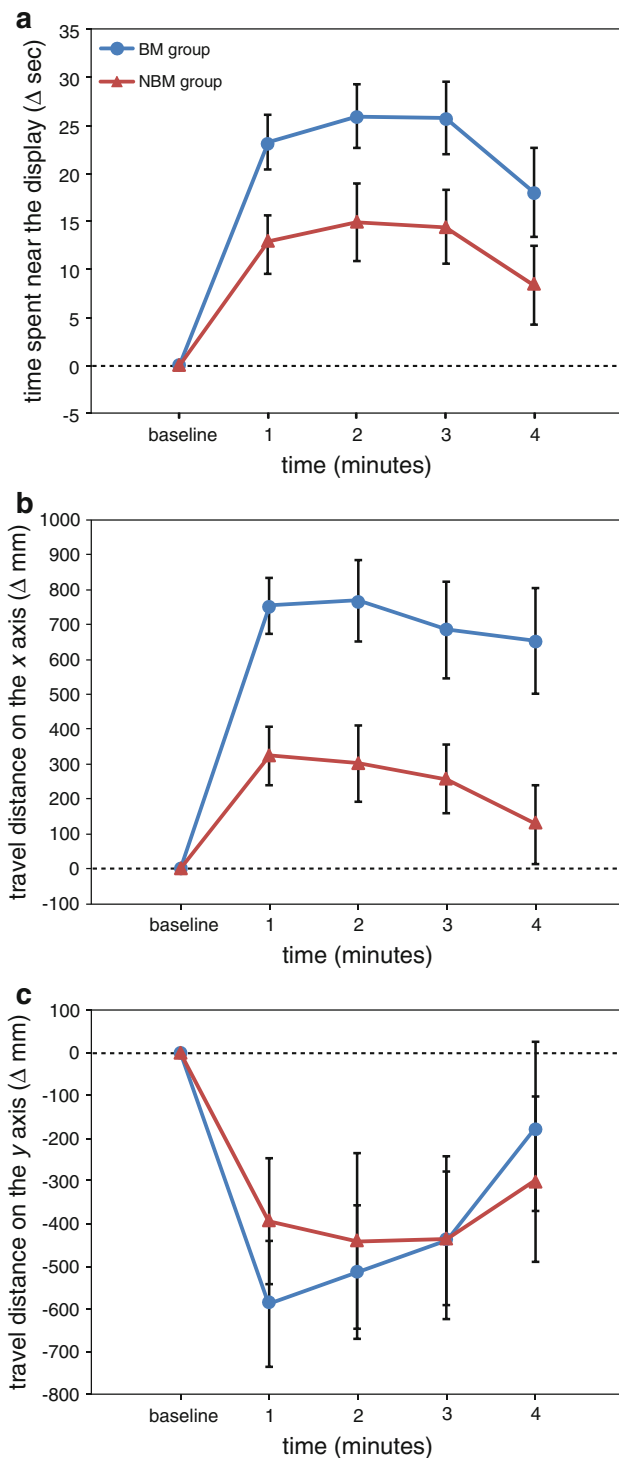 a
time spent near the display (Δ sec)
35
30
25
20
15
10
5
0
-5
BM group
NBM group
baseline 1 2 3 4
time (minutes)
b
travel distance on the x axis (Δ mm)
1000
900
800
700
600
500
400
300
200
100
0
-100
baseline 1 2 3 4
time (minutes)
c
travel distance on the y axis (Δ mm)
100
0
-100
-200
-300
-400
-500
-600
-700
-800
baseline 1 2 3 4
time (minutes)